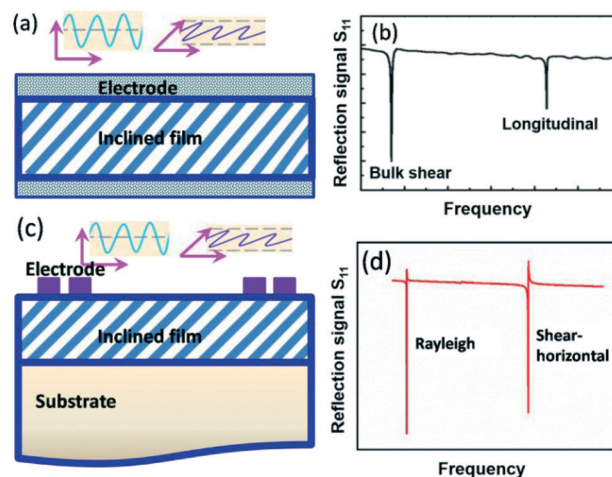 (a)
Electrode
Inclined film
(b)
Reflection signal S₁₁
Longitudinal
Bulk shear
Frequency
(c)
Electrode
Inclined film
Substrate
(d)
Reflection signal S₁₁
Rayleigh
Shear-
horizontal
Frequency